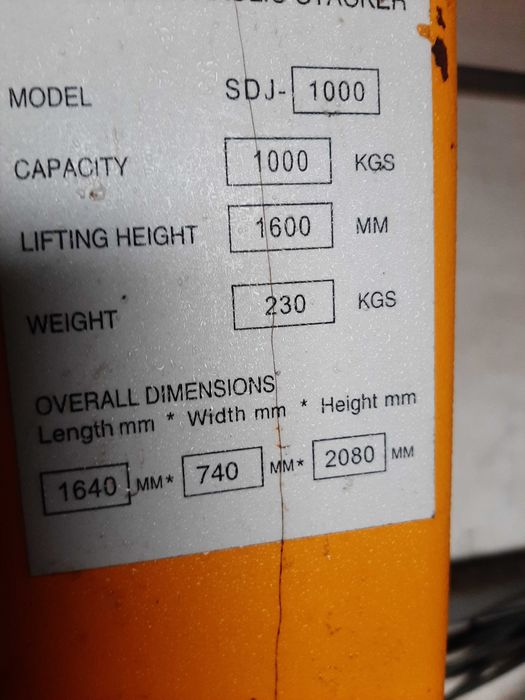 STACKER
MODEL SDJ- 1000
CAPACITY 1000 KGS
LIFTING HEIGHT 1600 MM
WEIGHT 230 KGS
OVERALL DIMENSIONS
Length mm * Width mm * Height mm
1640 MM* 740 MM* 2080 MM